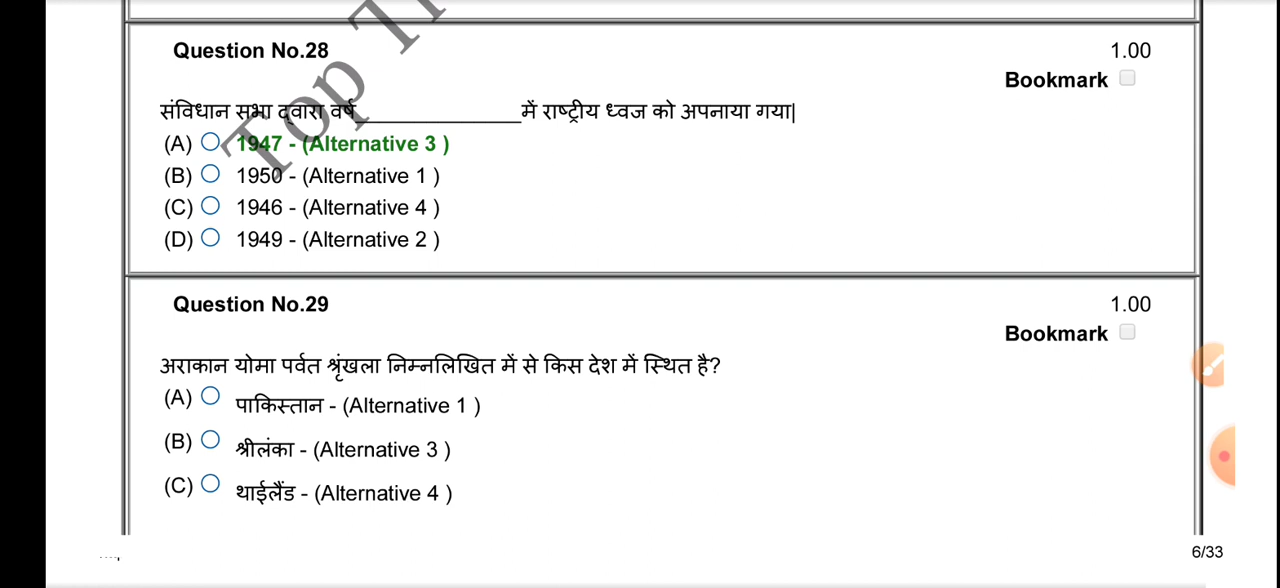 Top T
Question No.28 1.00
Bookmark
संविधान सभा द्वारा वर्ष______________में राष्ट्रीय ध्वज को अपनाया गया|
(A) 1947 - (Alternative 3 )
(B) 1950 - (Alternative 1 )
(C) 1946 - (Alternative 4 )
(D) 1949 - (Alternative 2 )
Question No.29 1.00
Bookmark
अराकान योमा पर्वत श्रृंखला निम्नलिखित में से किस देश में स्थित है?
(A) पाकिस्तान - (Alternative 1 )
(B) श्रीलंका - (Alternative 3 )
(C) थाईलैंड - (Alternative 4 )
6/33